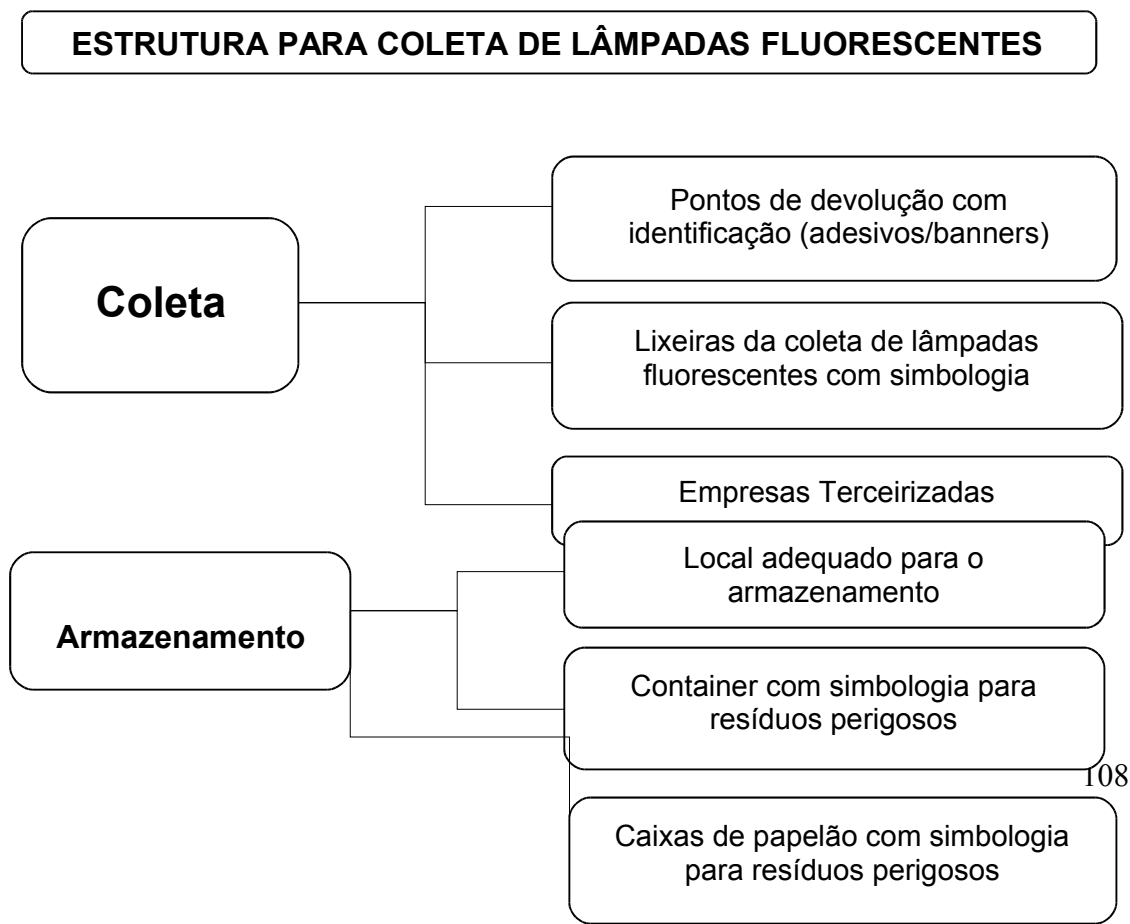 ESTRUTURA PARA COLETA DE LÂMPADAS FLUORESCENTES
Coleta
Pontos de devolução com
identificação (adesivos/banners)
Lixeiras da coleta de lâmpadas
fluorescentes com simbologia
Empresas Terceirizadas
Armazenamento
Local adequado para o
armazenamento
Container com simbologia para
resíduos perigosos
108
Caixas de papelão com simbologia
para resíduos perigosos